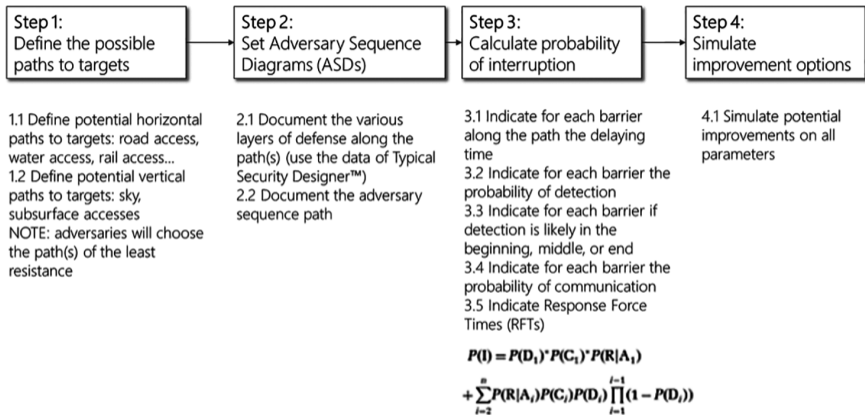 Step 1:
Define the possible
paths to targets
Step 2:
Set Adversary Sequence
Diagrams (ASDs)
Step 3:
Calculate probability
of interruption
Step 4:
Simulate
improvement options
1.1 Define potential horizontal
paths to targets: road access,
water access, rail access...
1.2 Define potential vertical
paths to targets: sky,
subsurface accesses
NOTE: adversaries will choose
the path(s) of the least
resistance
2.1 Document the various
layers of defense along the
path(s) (use the data of Typical
Security Designer™)
2.2 Document the adversary
sequence path
3.1 Indicate for each barrier
along the path the delaying
time
3.2 Indicate for each barrier the
probability of detection
3.3 Indicate for each barrier if
detection is likely in the
beginning, middle, or end
3.4 Indicate for each barrier the
probability of communication
3.5 Indicate Response Force
Times (RFTs)
P(I) = P(D₁)*P(C₁)*P(R|A₁)
+ ∑ⁿᵢ₌₂ P(R|Aᵢ)P(Cᵢ)P(Dᵢ) ∏ⁱ⁻¹ᵢ₌₁ (1 − P(Dᵢ))
4.1 Simulate potential
improvements on all
parameters